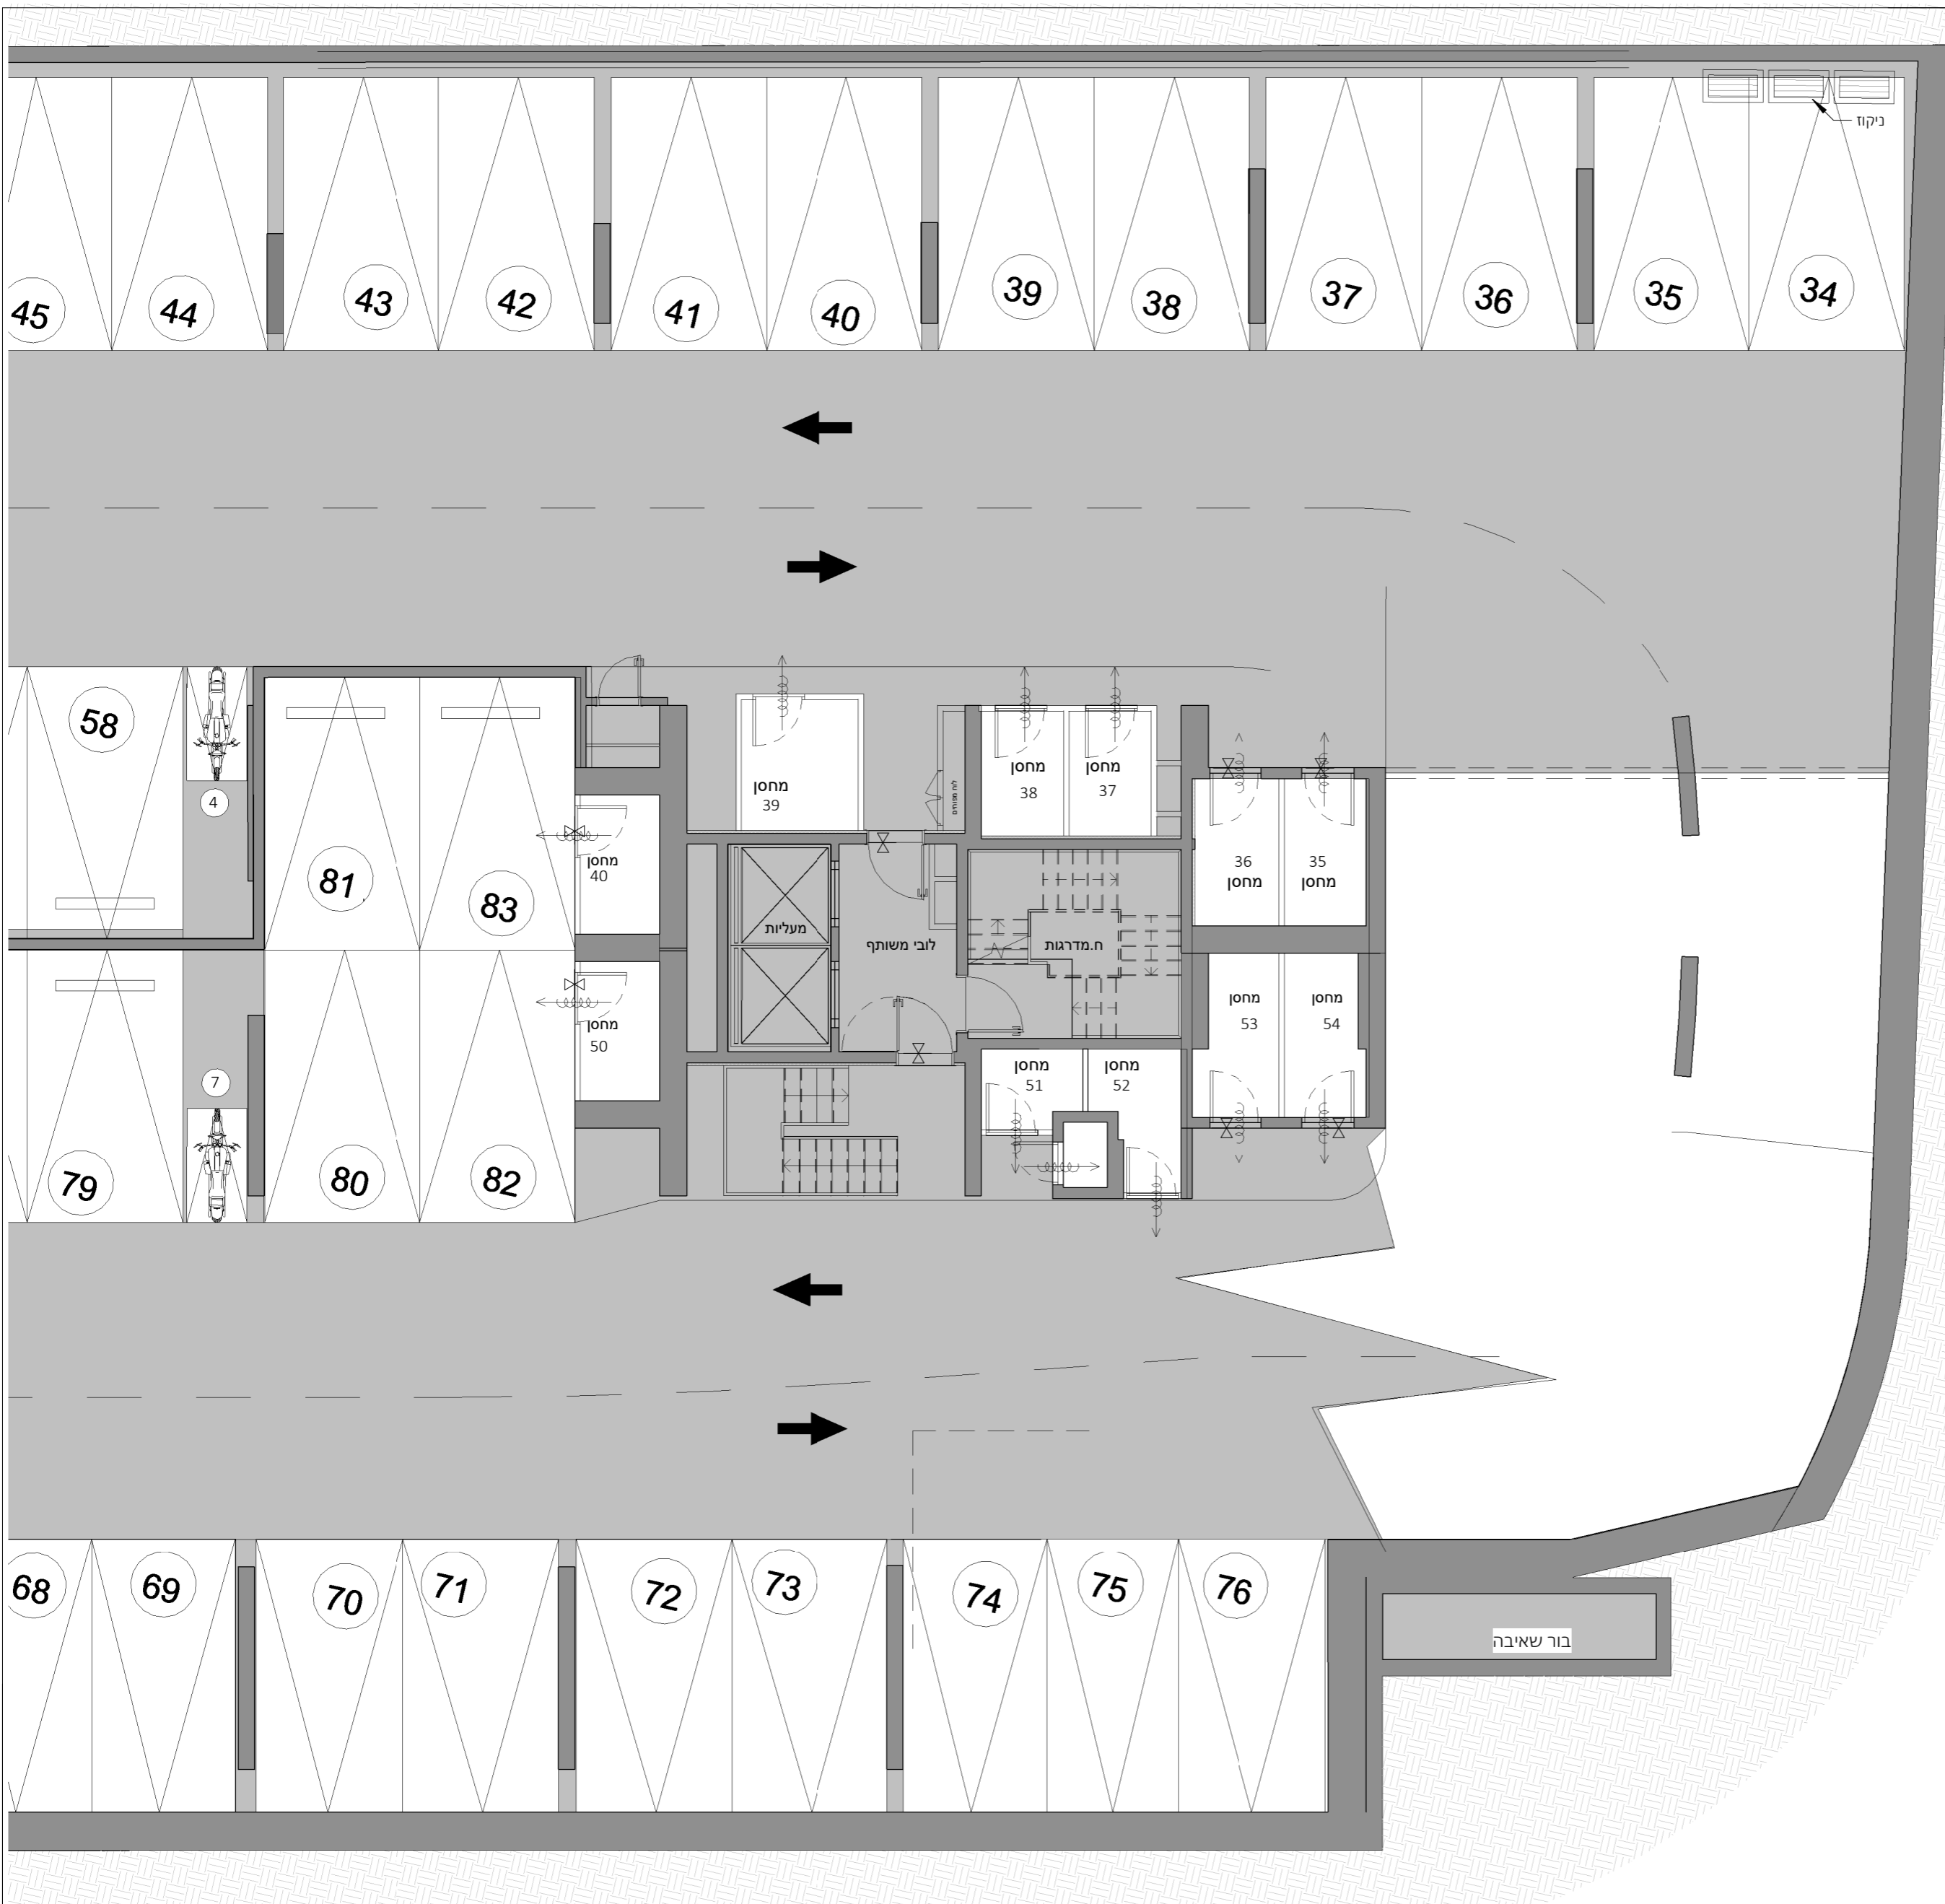 ניקוז
45 44 43 42 41 40 39 38 37 36 35 34
58
4
מחסן
39
לוח מפוחים
מחסן
38
מחסן
37
81
83
מחסן
40
36
מחסן
35
מחסן
מעליות
לובי משותף
ח.מדרגות
מחסן
53
מחסן
54
מחסן
50
מחסן
51
מחסן
52
7
79
80
82
68 69 70 71 72 73 74 75 76
בור שאיבה